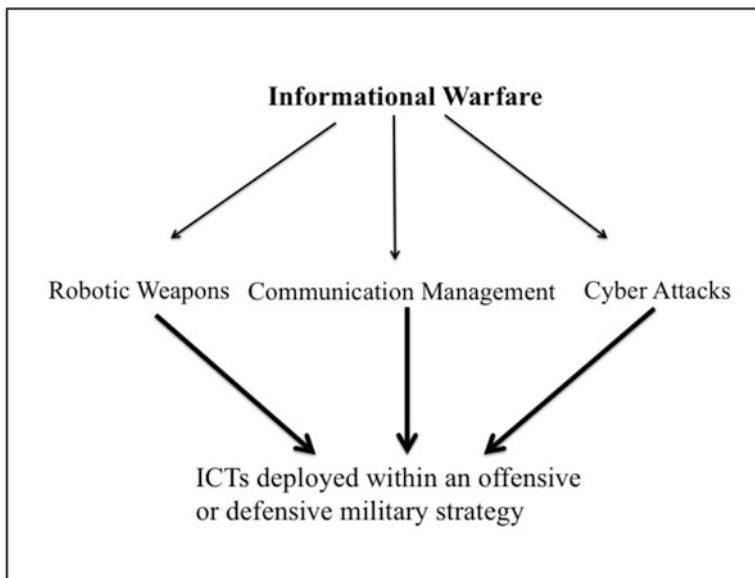 Informational Warfare
Robotic Weapons
Communication Management
Cyber Attacks
ICTs deployed within an offensive
or defensive military strategy